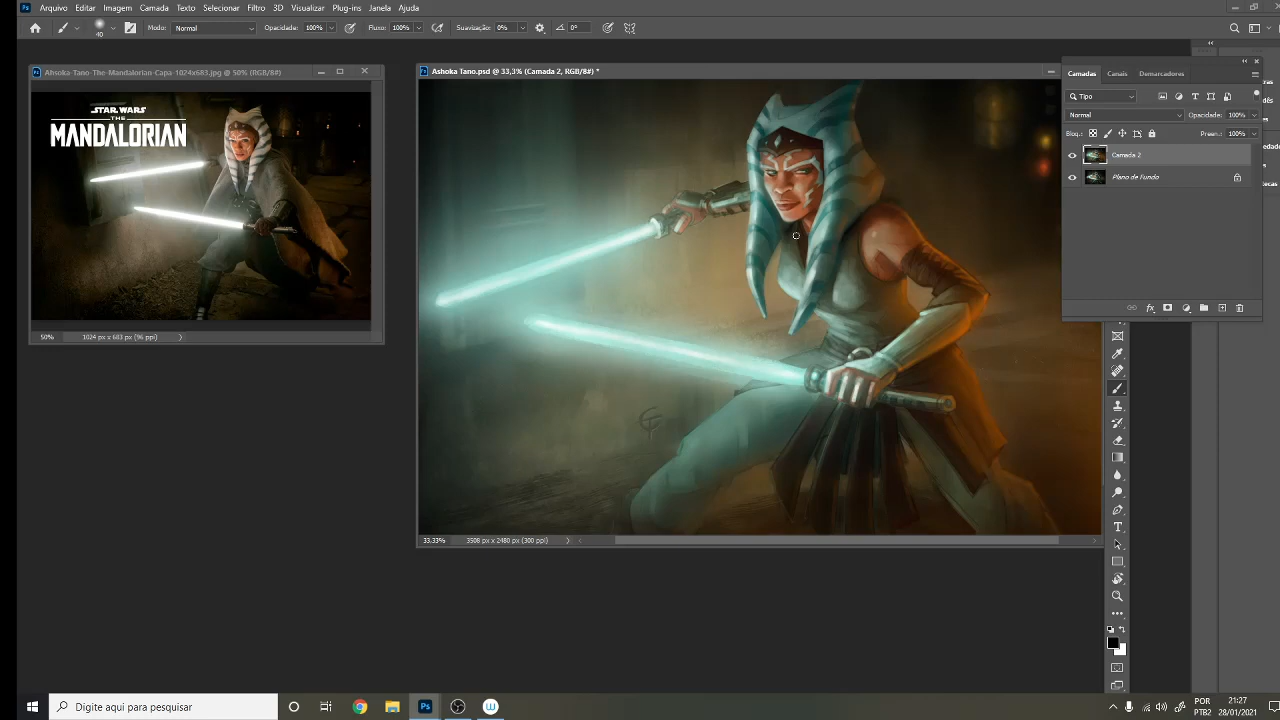 Ps Arquivo Editar Imagem Camada Texto Selecionar Filtro 3D Visualizar Plug-ins Janela Ajuda
40 Modo: Normal Opacidade: 100% Fluxo: 100% Suavização: 0% 0°
Ahsoka-Tano-The-Mandalorian-Capa-1024x683.jpg @ 50% (RGB/8#)
STAR WARS
THE
MANDALORIAN
50% 1024 px x 683 px (96 ppi)
Ashoka Tano.psd @ 33,3% (Camada 2, RGB/8#) *
33.33% 3508 px x 2480 px (300 ppi)
Camadas Canais Demarcadores
Tipo
Normal Opacidade: 100%
Bloq.: Preen.: 100%
Camada 2
Plano de Fundo
T
Digite aqui para pesquisar
Ps
POR
PTB2
21:27
28/01/2021